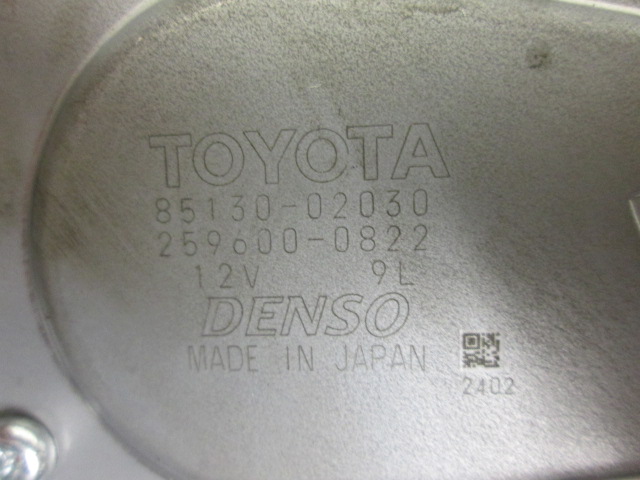 TOYOTA
85130-02030
259600-0822
12V 9L
DENSO
MADE IN JAPAN
2402